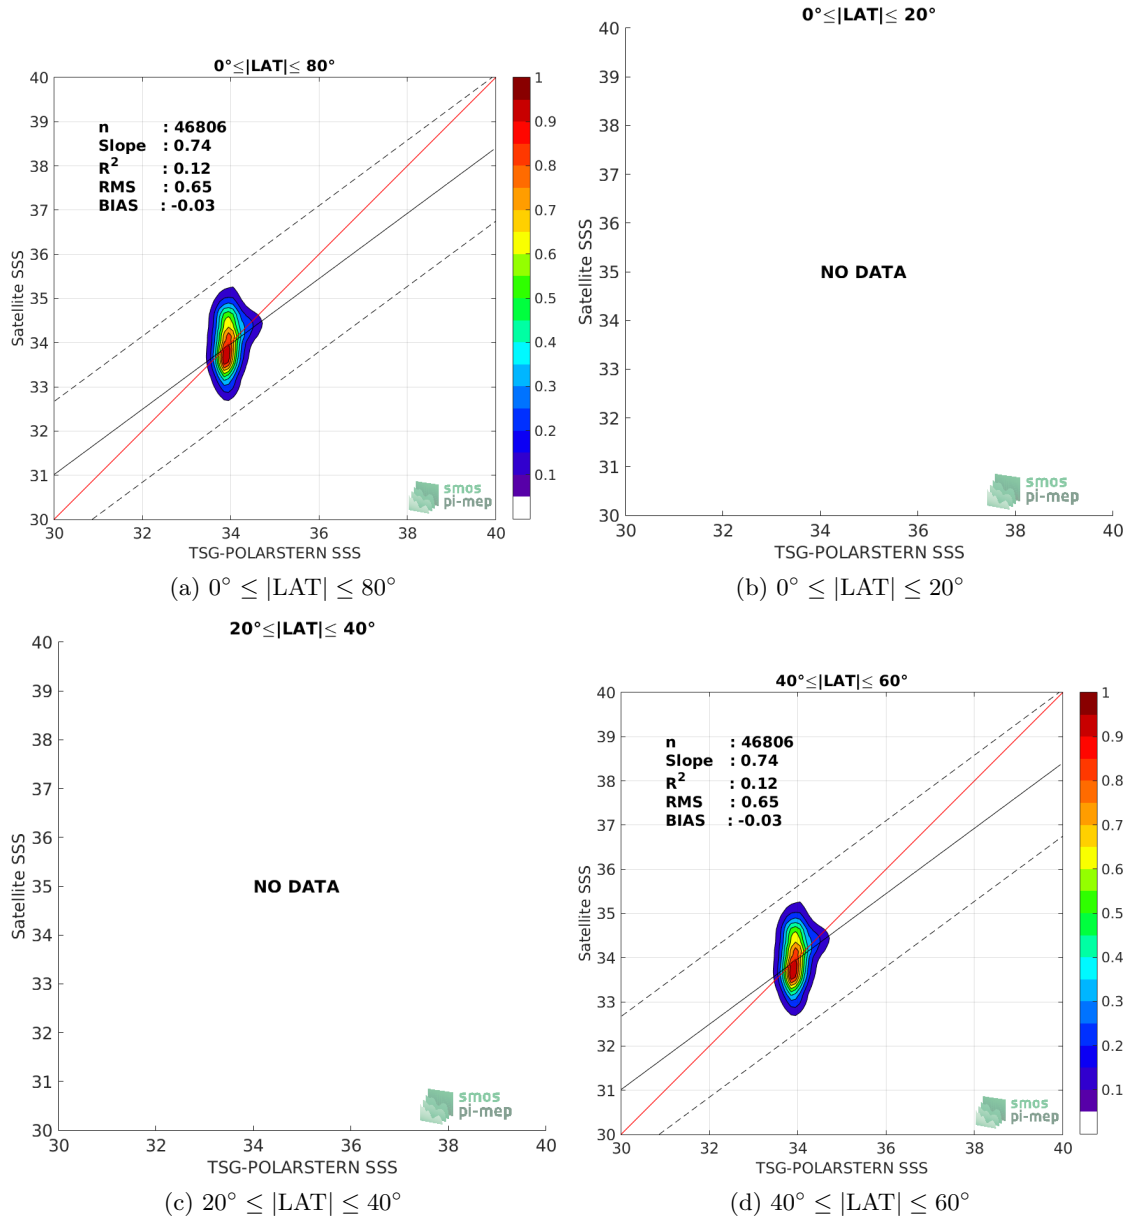 0°≤|LAT|≤ 80°
40
39
38
37
36
35
34
33
32
31
30
Satellite SSS
n : 46806
Slope : 0.74
R² : 0.12
RMS : 0.65
BIAS : -0.03
1
0.9
0.8
0.7
0.6
0.5
0.4
0.3
0.2
0.1
smos
pi-mep
30 32 34 36 38 40
TSG-POLARSTERN SSS
(a) 0° ≤ |LAT| ≤ 80°
0°≤|LAT|≤ 20°
40
39
38
37
36
35
34
33
32
31
30
Satellite SSS
NO DATA
smos
pi-mep
30 32 34 36 38 40
TSG-POLARSTERN SSS
(b) 0° ≤ |LAT| ≤ 20°
20°≤|LAT|≤ 40°
40
39
38
37
36
35
34
33
32
31
30
Satellite SSS
NO DATA
smos
pi-mep
30 32 34 36 38 40
TSG-POLARSTERN SSS
(c) 20° ≤ |LAT| ≤ 40°
40°≤|LAT|≤ 60°
40
39
38
37
36
35
34
33
32
31
30
Satellite SSS
n : 46806
Slope : 0.74
R² : 0.12
RMS : 0.65
BIAS : -0.03
1
0.9
0.8
0.7
0.6
0.5
0.4
0.3
0.2
0.1
smos
pi-mep
30 32 34 36 38 40
TSG-POLARSTERN SSS
(d) 40° ≤ |LAT| ≤ 60°